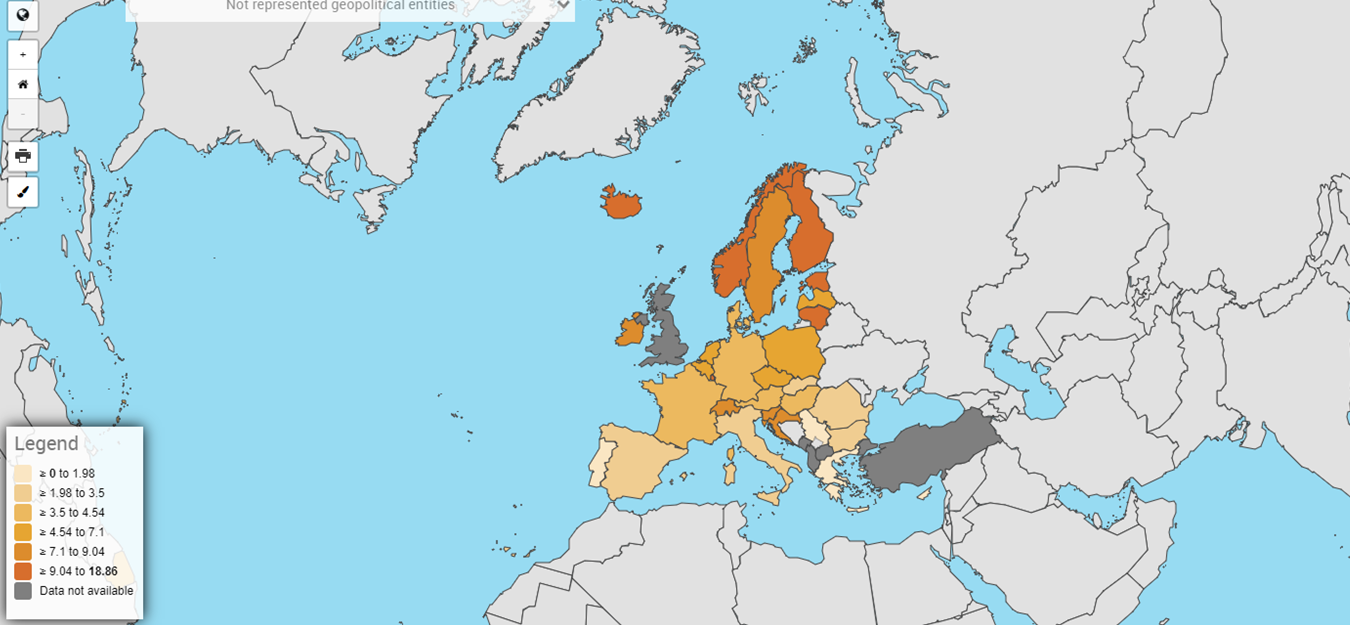 Not represented geopolitical entities
+
-
Legend
≥ 0 to 1.98
≥ 1.98 to 3.5
≥ 3.5 to 4.54
≥ 4.54 to 7.1
≥ 7.1 to 9.04
≥ 9.04 to 18.86
Data not available